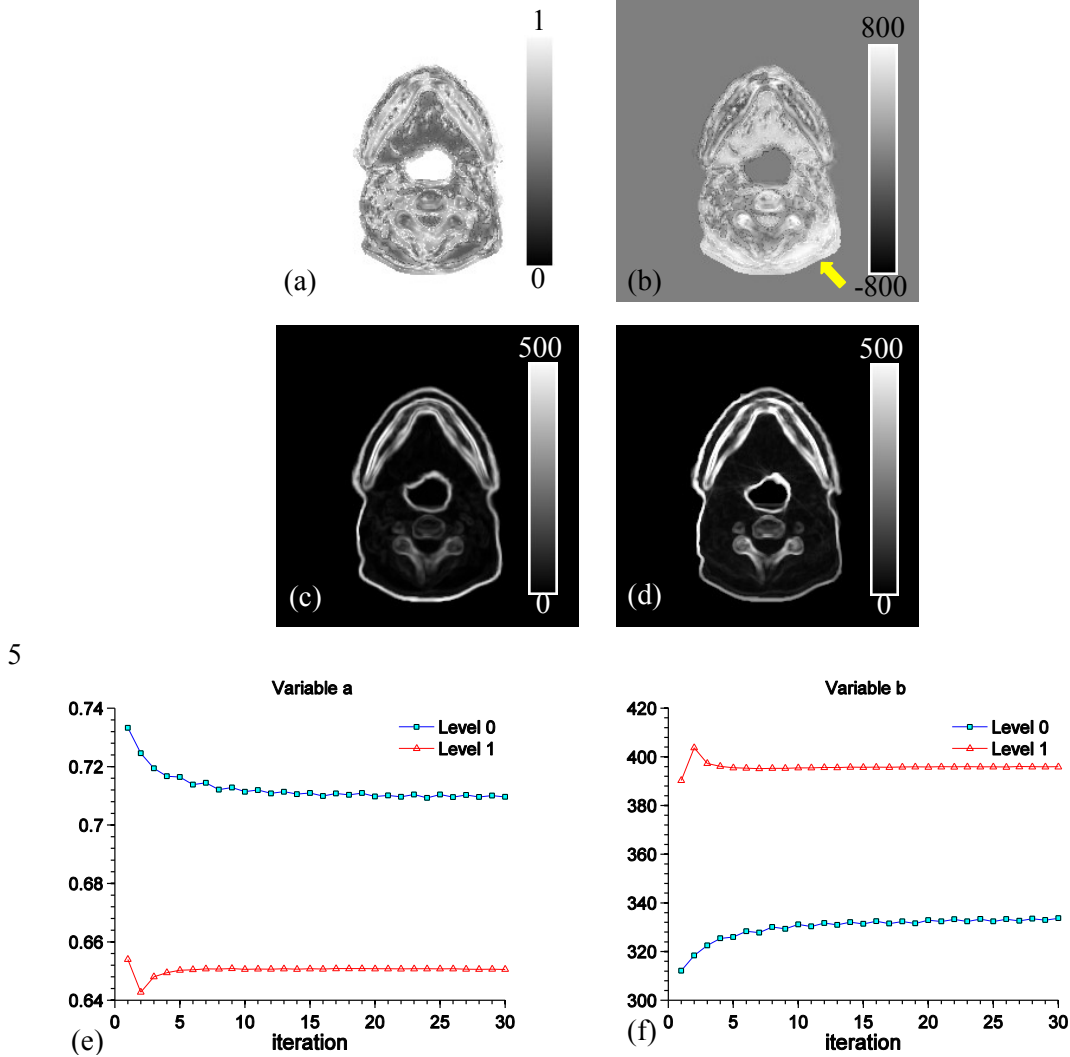 1
0
(a)
800
-800
(b)
500
0
(c)
500
0
(d)
5
Variable a
0.74
0.72
0.7
0.68
0.66
0.64
0 5 10 15 20 25 30
iteration
Level 0
Level 1
(e)
Variable b
420
400
380
360
340
320
300
0 5 10 15 20 25 30
iteration
Level 0
Level 1
(f)